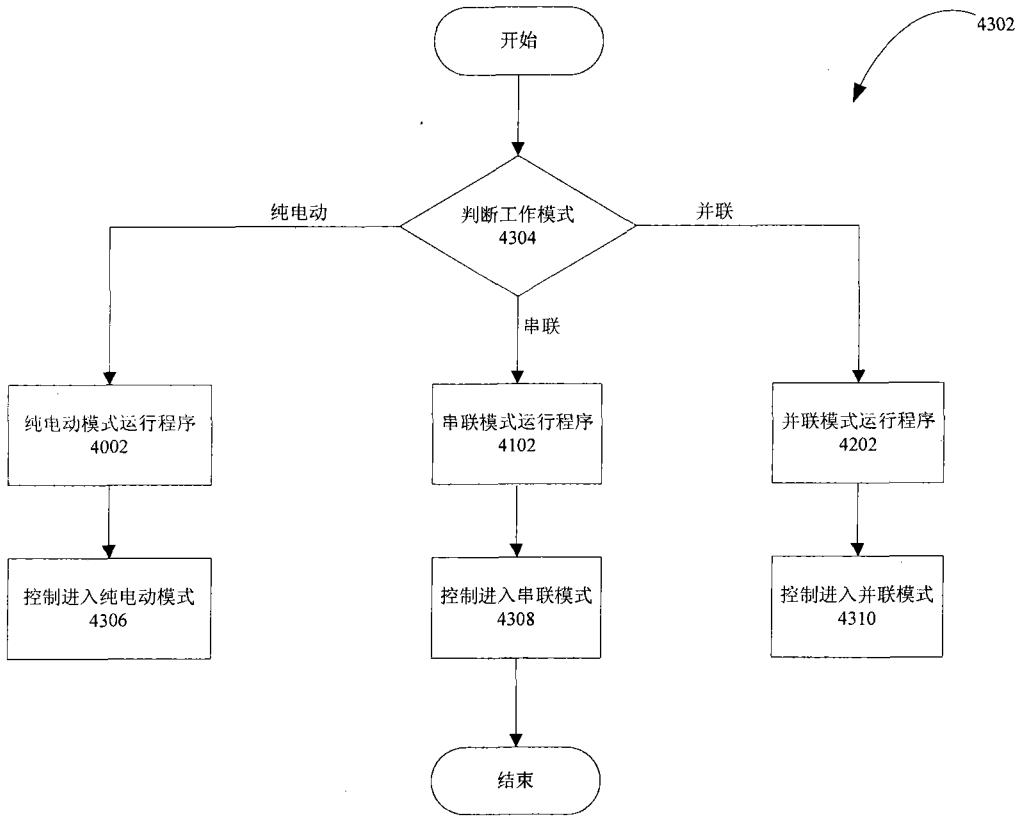 开始
4302
判断工作模式
4304
纯电动
并联
串联
纯电动模式运行程序
4002
串联模式运行程序
4102
并联模式运行程序
4202
控制进入纯电动模式
4306
控制进入串联模式
4308
控制进入并联模式
4310
结束